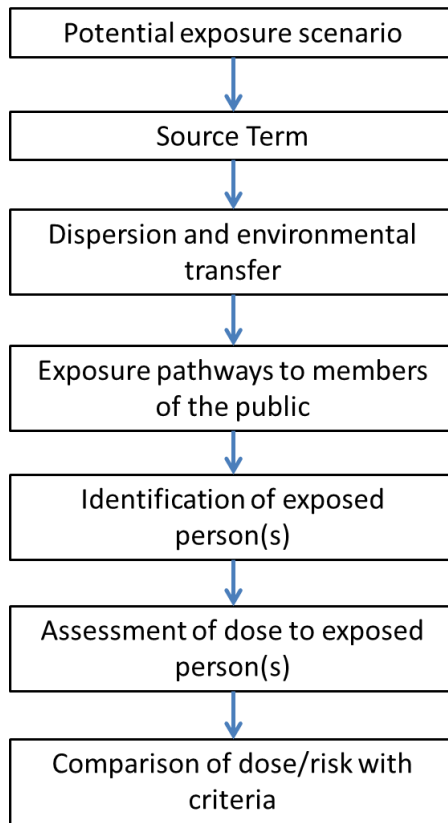 Potential exposure scenario
Source Term
Dispersion and environmental
transfer
Exposure pathways to members
of the public
Identification of exposed
person(s)
Assessment of dose to exposed
person(s)
Comparison of dose/risk with
criteria